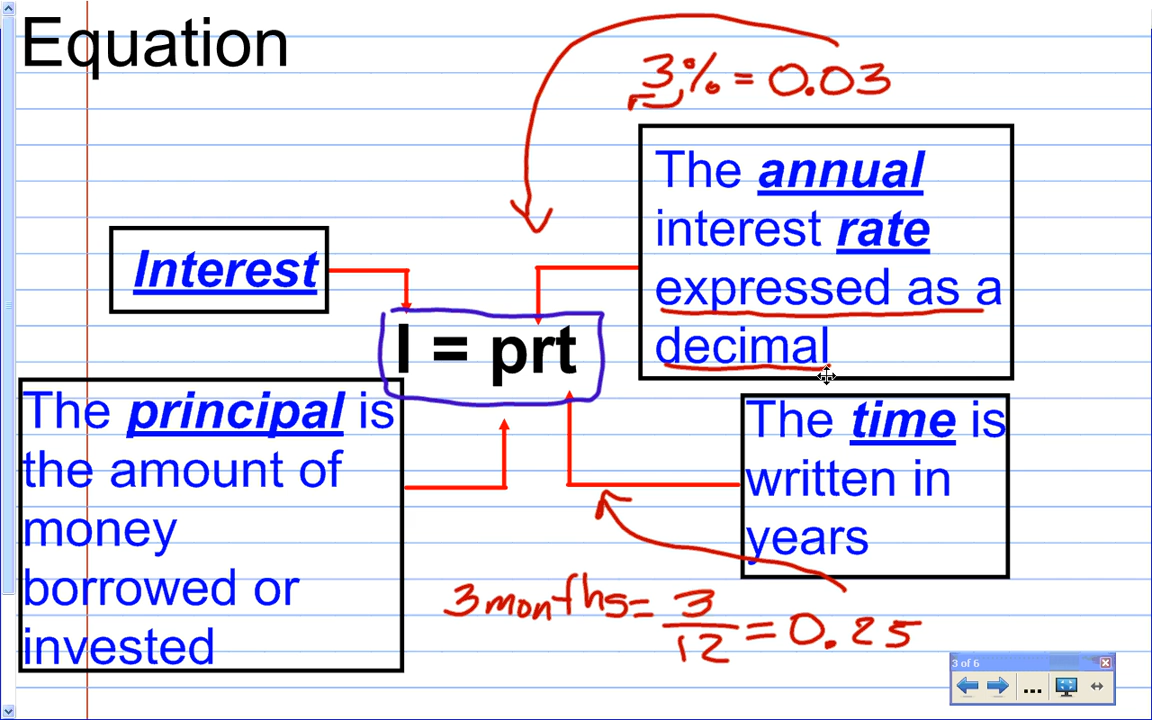 Equation
3% = 0.03
The annual
interest rate
expressed as a
decimal
Interest
I = prt
The principal is
the amount of
money
borrowed or
invested
The time is
written in
years
3 months = 3/12 = 0.25
3 of 6
...